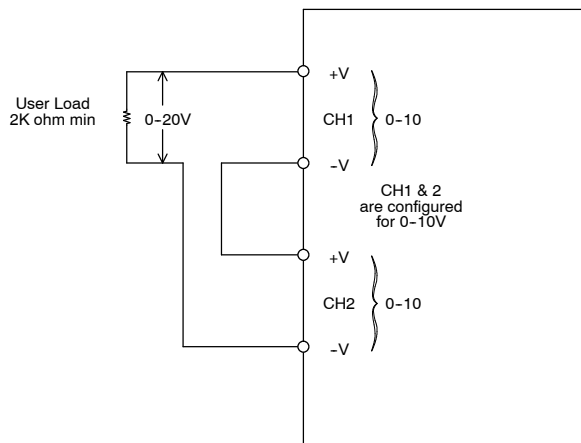 +V
User Load
2K ohm min
0-20V
CH1
0-10
--V
CH1 & 2
are configured
for 0-10V
+V
CH2
0-10
--V